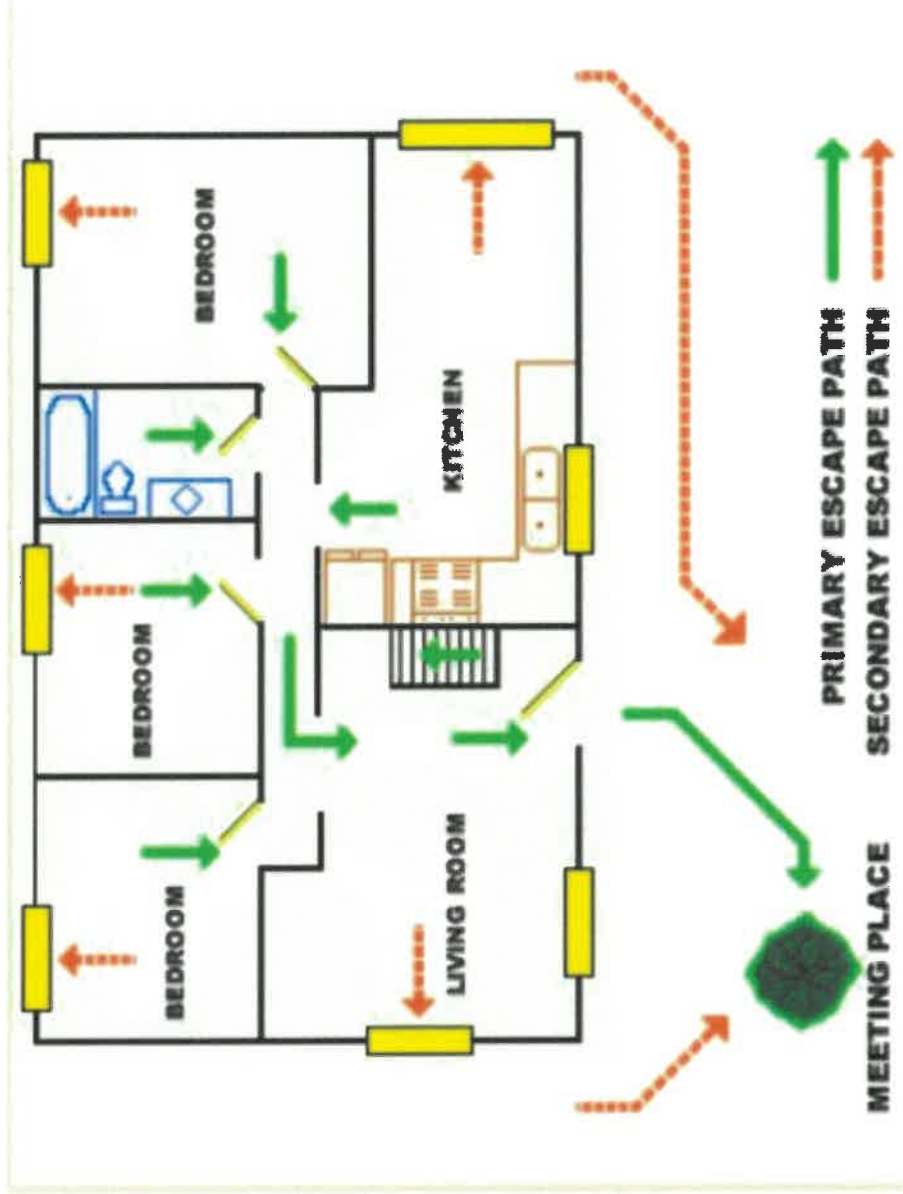 BEDROOM
BEDROOM
BEDROOM
LIVING ROOM
KITCHEN
PRIMARY ESCAPE PATH
MEETING PLACE
SECONDARY ESCAPE PATH